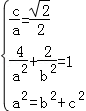 c/a=√2/2
4/a²+2/b²=1
a²=b²+c²